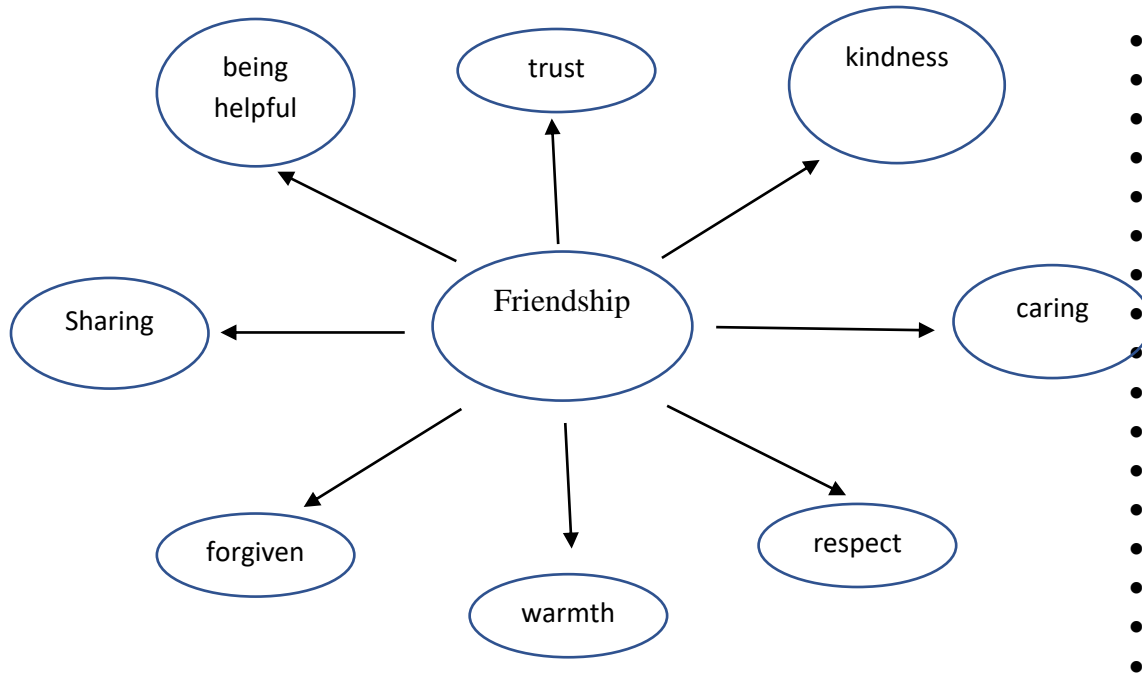 being
helpful
trust
kindness
Sharing
Friendship
caring
forgiven
warmth
respect